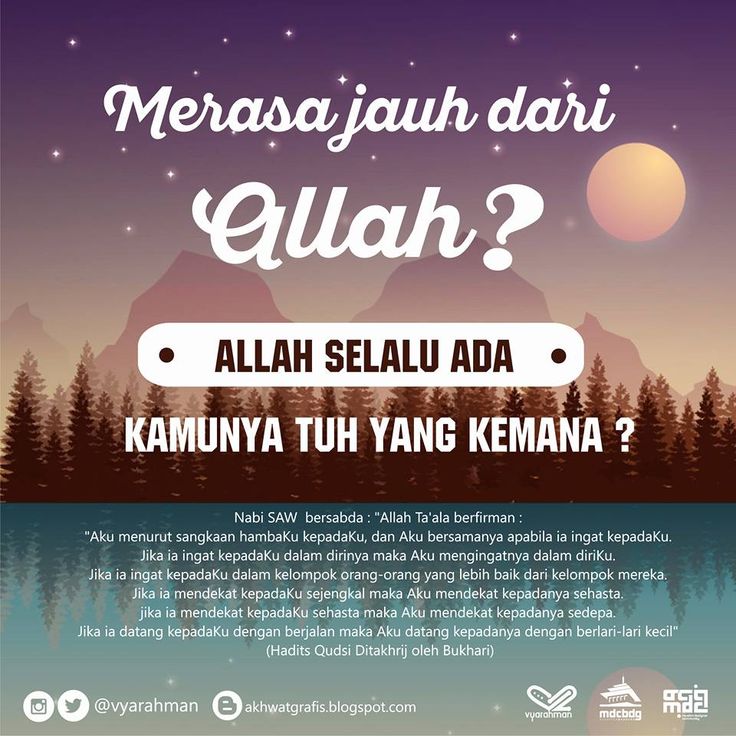 Merasa jauh dari
Allah?
• ALLAH SELALU ADA •
KAMUNYA TUH YANG KEMANA ?
Nabi SAW bersabda : "Allah Ta'ala berfirman :
"Aku menurut sangkaan hambaKu kepadaKu, dan Aku bersamanya apabila ia ingat kepadaKu.
Jika ia ingat kepadaKu dalam dirinya maka Aku mengingatnya dalam diriKu.
Jika ia ingat kepadaKu dalam kelompok orang-orang yang lebih baik dari kelompok mereka.
Jika ia mendekat kepadaKu sejengkal maka Aku mendekat kepadanya sehasta.
jika ia mendekat kepadaKu sehasta maka Aku mendekat kepadanya sedepa.
Jika ia datang kepadaKu dengan berjalan maka Aku datang kepadanya dengan berlari-lari kecil"
(Hadits Qudsi Ditakhrij oleh Bukhari)
@vyarahman
akhwatgrafis.blogspot.com
vyarahman
mdcbdg